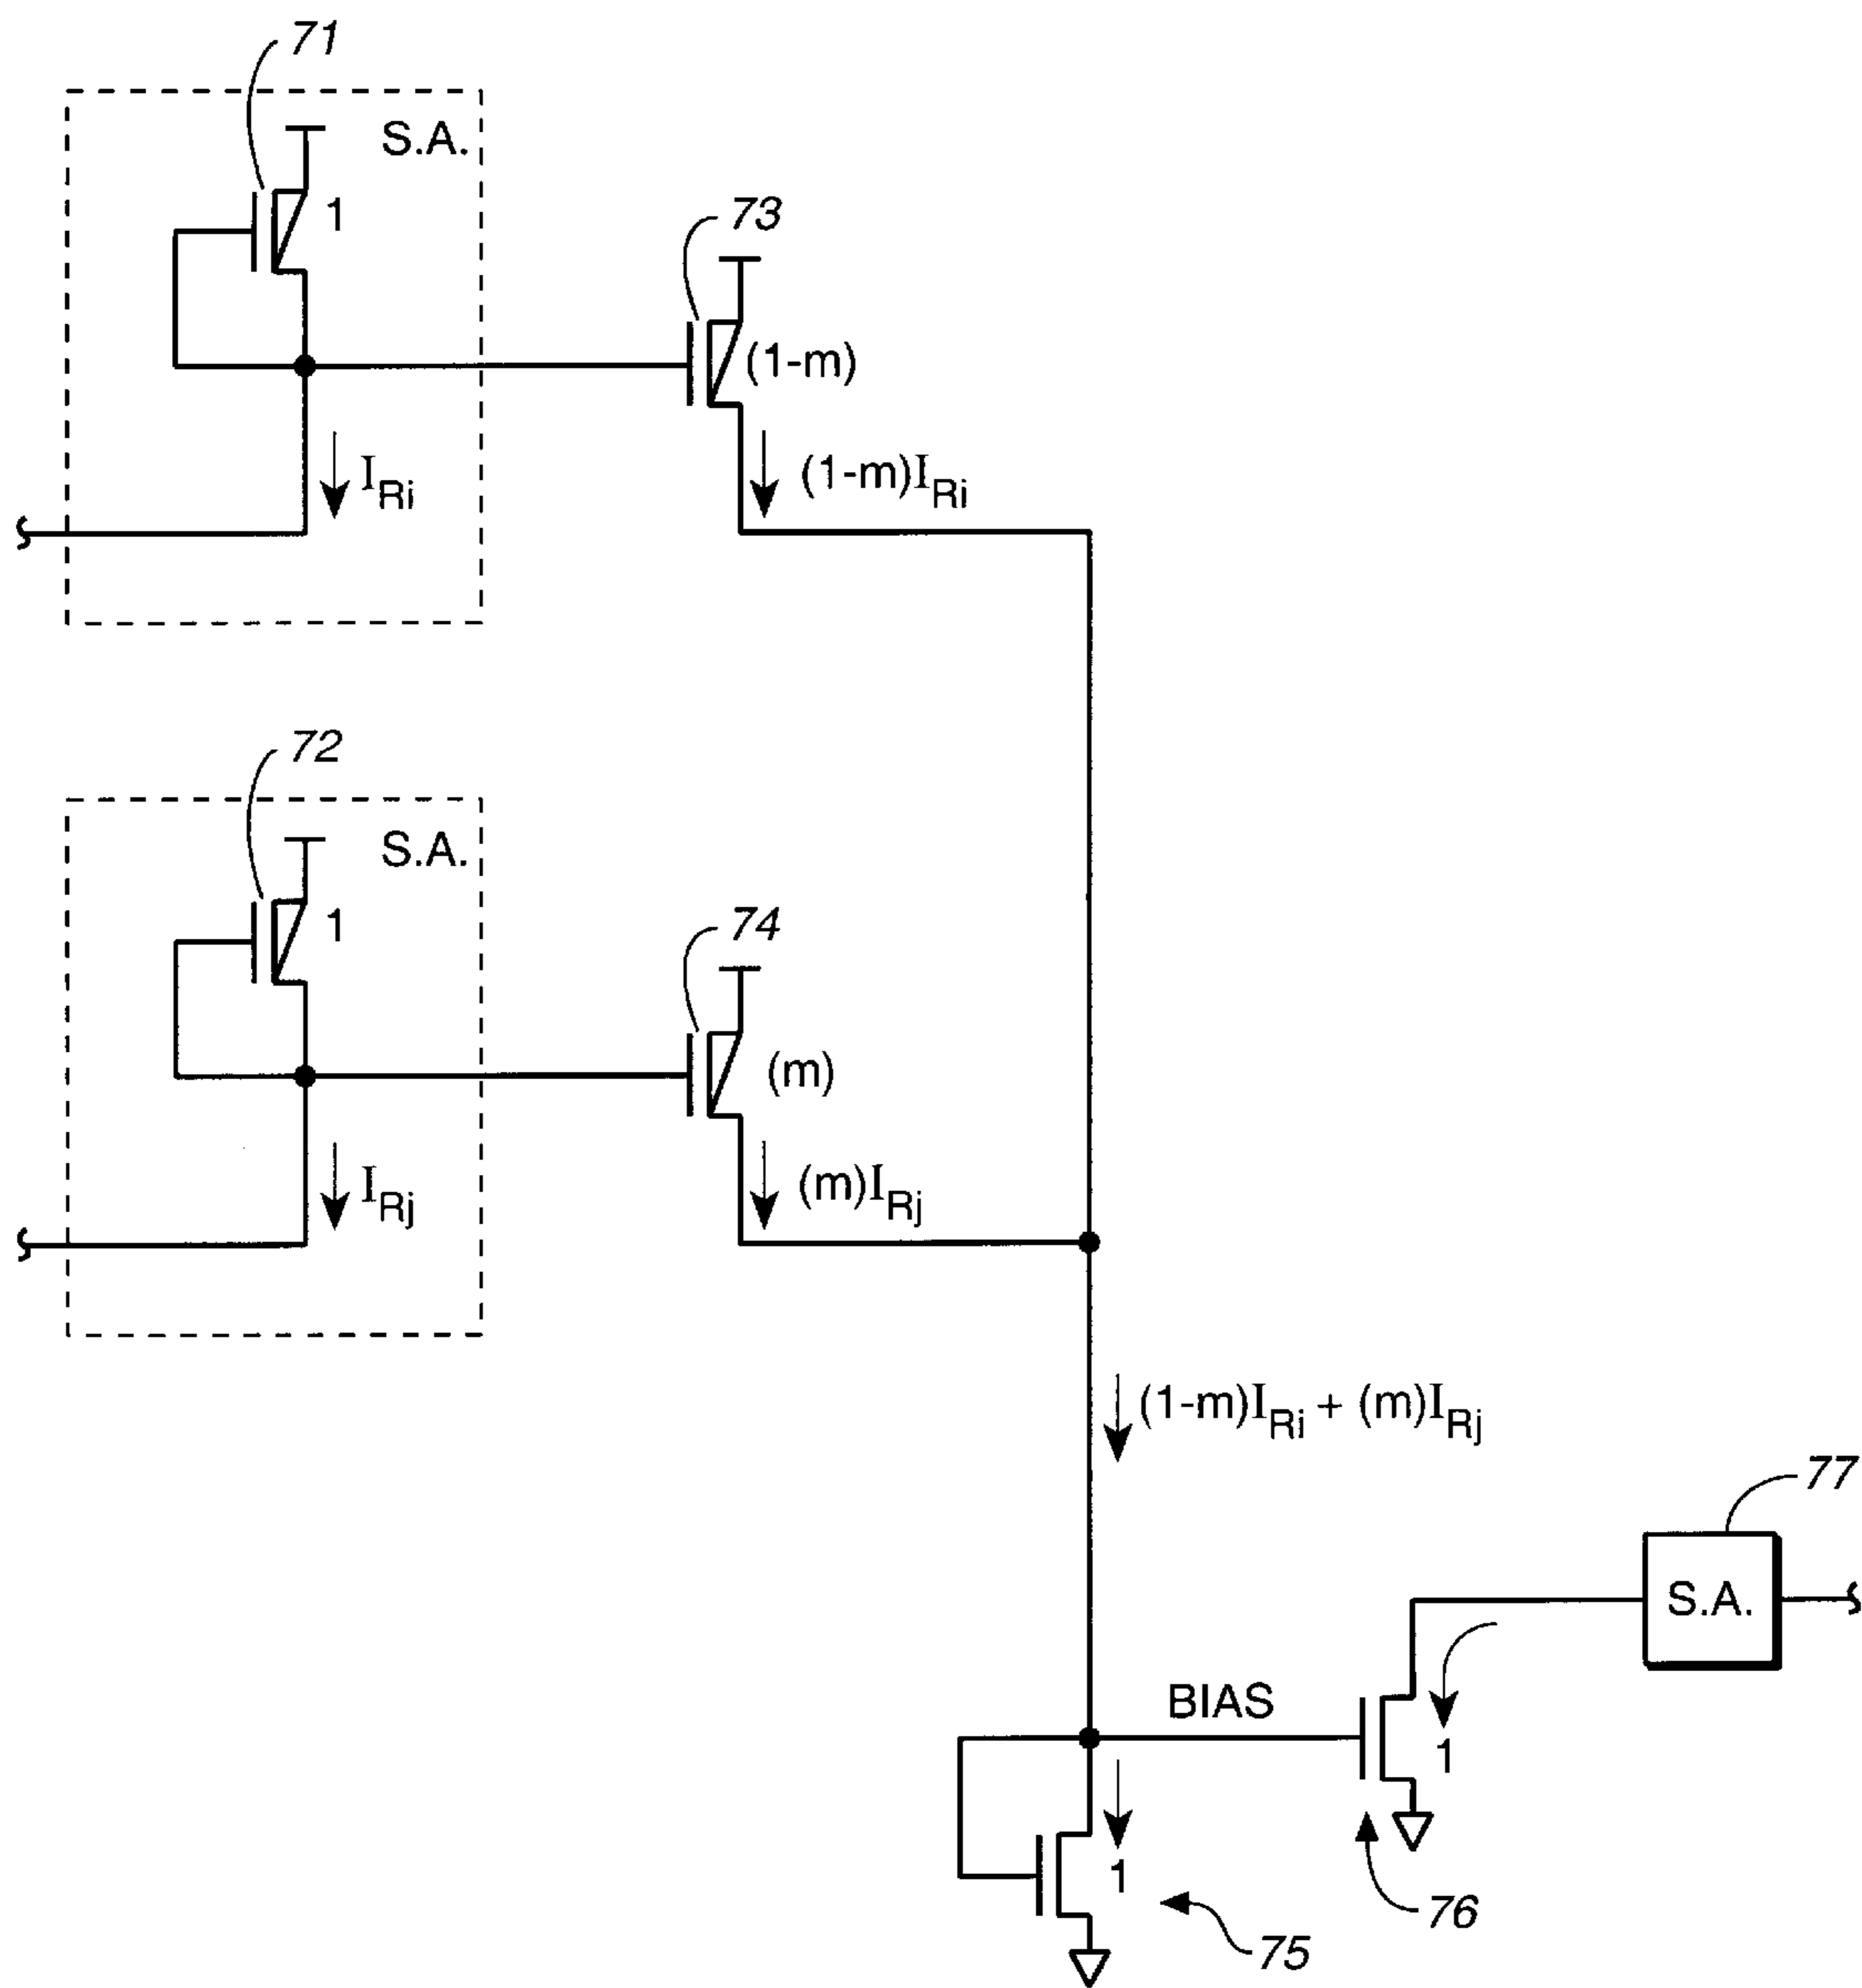 71
S.A.
1
73
(1-m)
I_Ri
(1-m)I_Ri
72
S.A.
1
74
(m)
I_Rj
(m)I_Rj
(1-m)I_Ri + (m)I_Rj
77
S.A.
BIAS
1
1
76
75